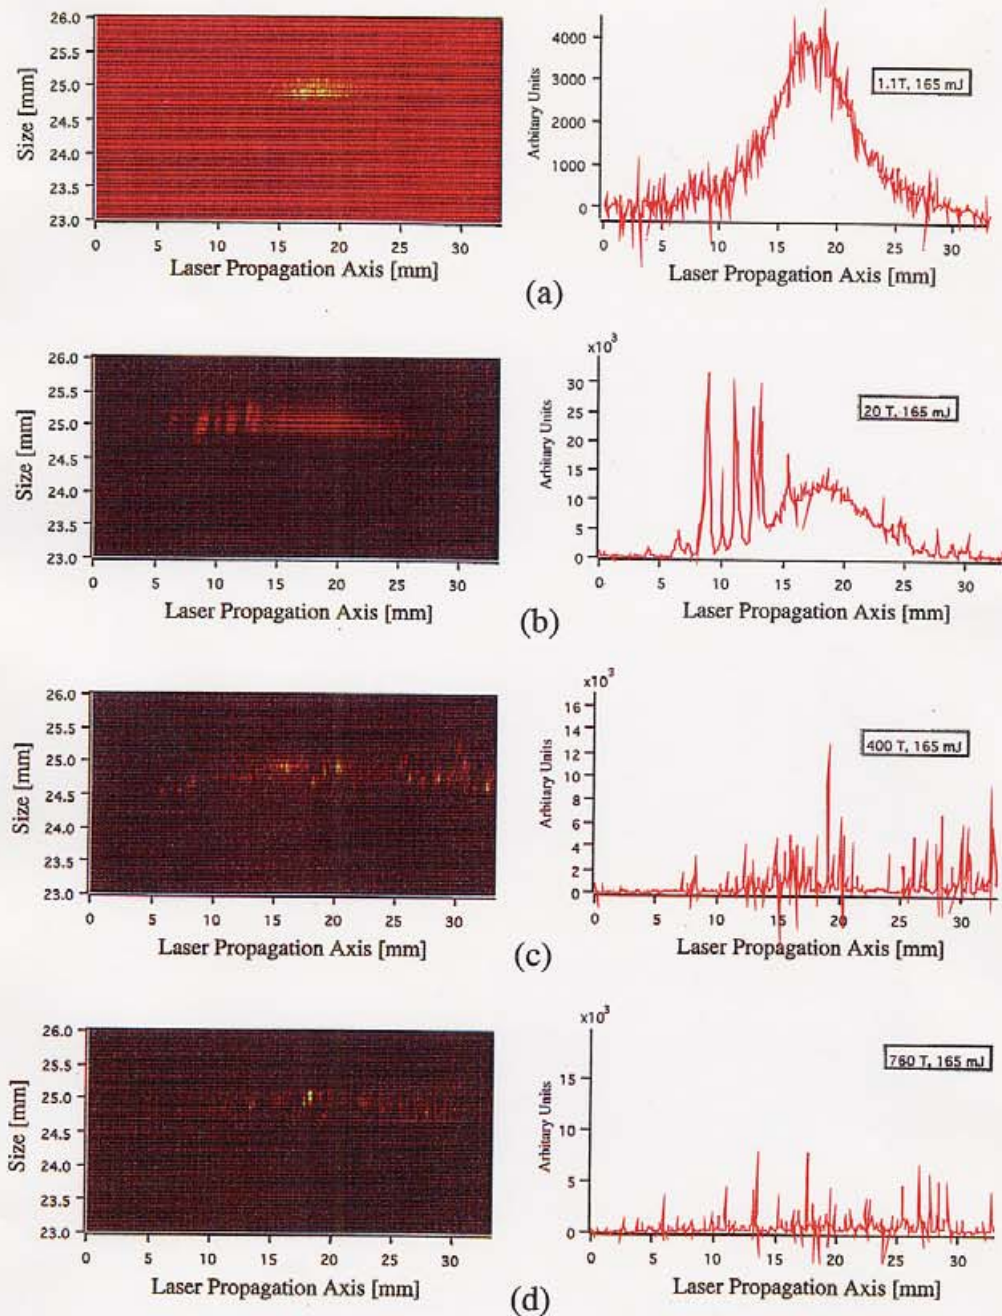 26.0
25.5
25.0
24.5
24.0
23.5
23.0
Size [mm]
0 5 10 15 20 25 30
Laser Propagation Axis [mm]
4000
3000
2000
1000
0
Arbitary Units
1.1T, 165 mJ
0 5 10 15 20 25 30
Laser Propagation Axis [mm]
(a)
26.0
25.5
25.0
24.5
24.0
23.5
23.0
Size [mm]
0 5 10 15 20 25 30
Laser Propagation Axis [mm]
x10³
30
25
20
15
10
5
0
Arbitary Units
20 T, 165 mJ
0 5 10 15 20 25 30
Laser Propagation Axis [mm]
(b)
26.0
25.5
25.0
24.5
24.0
23.5
23.0
Size [mm]
0 5 10 15 20 25 30
Laser Propagation Axis [mm]
x10³
16
14
12
10
8
6
4
2
0
Arbitary Units
400 T, 165 mJ
0 5 10 15 20 25 30
Laser Propagation Axis [mm]
(c)
26.0
25.5
25.0
24.5
24.0
23.5
23.0
Size [mm]
0 5 10 15 20 25 30
Laser Propagation Axis [mm]
x10³
15
10
5
0
Arbitary Units
760 T, 165 mJ
0 5 10 15 20 25 30
Laser Propagation Axis [mm]
(d)